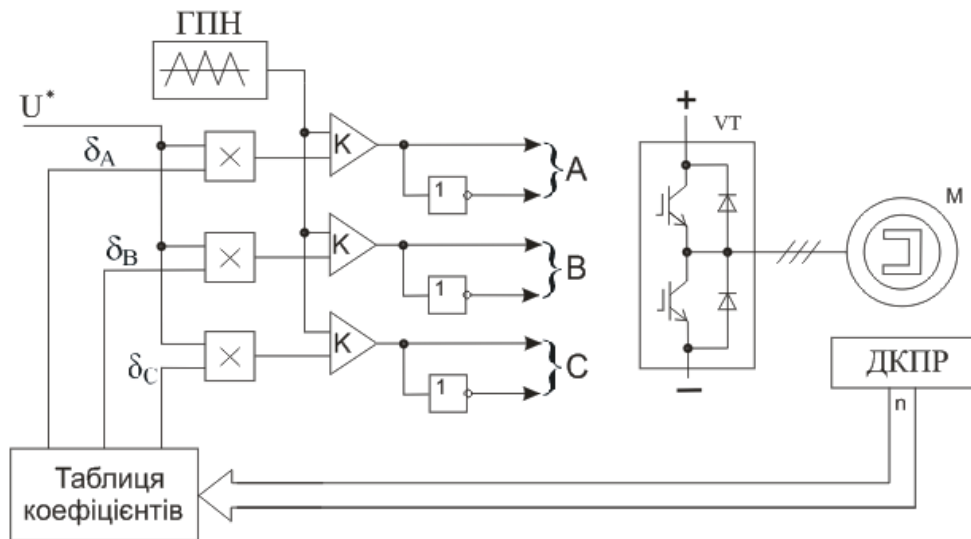 ГПН
U*
δA
×
K
1
A
δB
×
K
1
B
δC
×
K
1
C
+
VT
−
M
ДКПР
n
Таблиця
коефіцієнтів